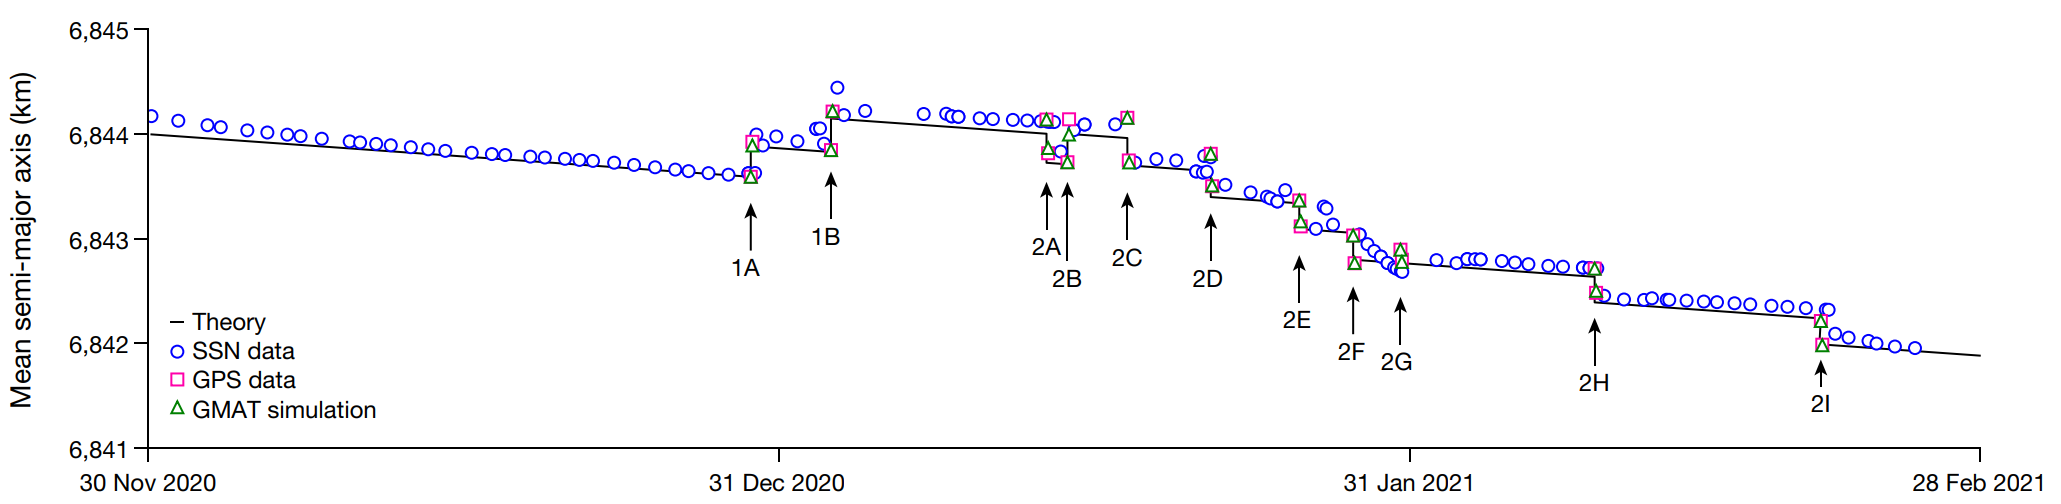 Mean semi-major axis (km)
6,845
6,844
6,843
6,842
6,841
1A
1B
2A
2B
2C
2D
2E
2F
2G
2H
2I
Theory
SSN data
GPS data
GMAT simulation
30 Nov 2020
31 Dec 2020
31 Jan 2021
28 Feb 2021